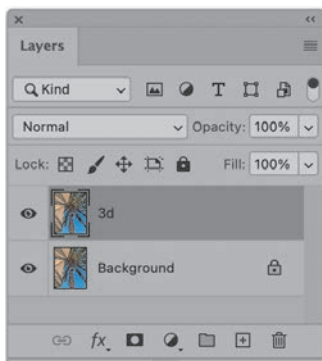 Layers
Kind
Normal Opacity: 100%
Lock: Fill: 100%
3d
Background
fx